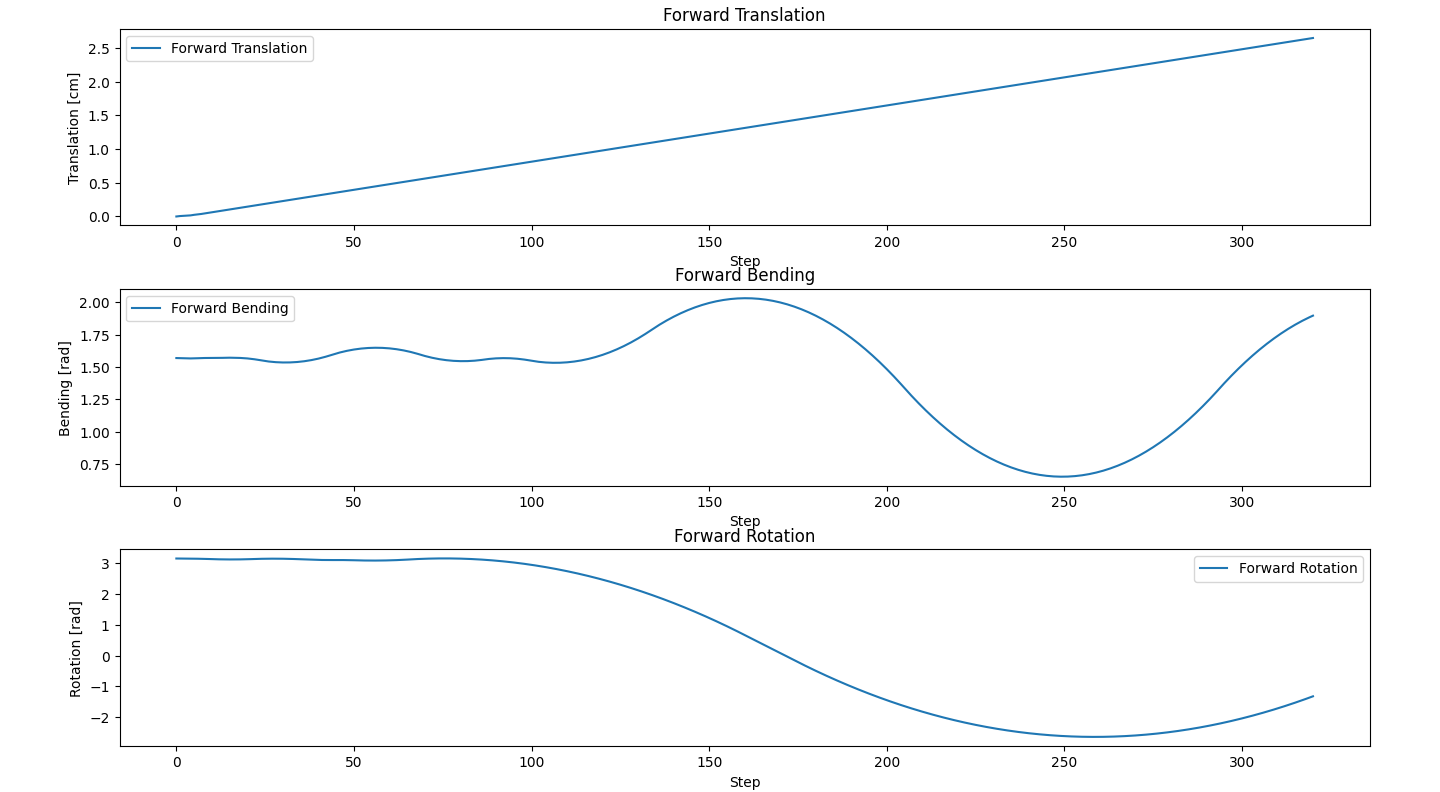 Forward Translation
Forward Translation
Translation [cm]
2.5
2.0
1.5
1.0
0.5
0.0
0 50 100 150 200 250 300
Step
Forward Bending
Forward Bending
Bending [rad]
2.00
1.75
1.50
1.25
1.00
0.75
0 50 100 150 200 250 300
Step
Forward Rotation
Forward Rotation
Rotation [rad]
3
2
1
0
−1
−2
0 50 100 150 200 250 300
Step